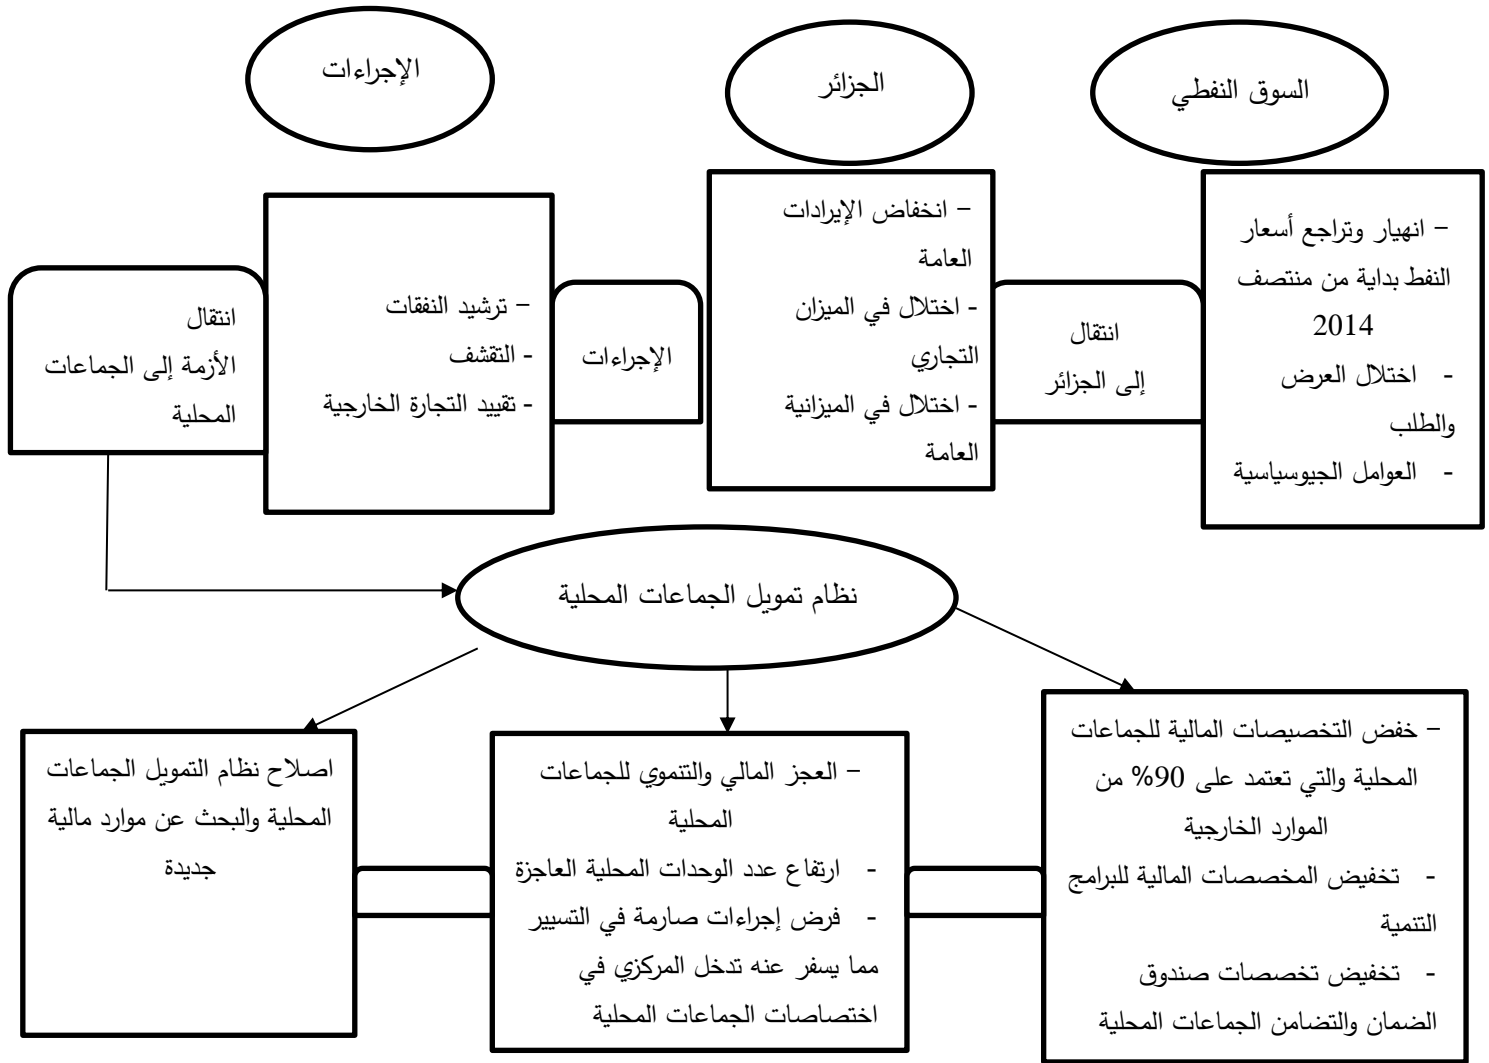 السوق النفطي
الجزائر
الإجراءات
– انهيار وتراجع أسعار
النفط بداية من منتصف
2014
- اختلال العرض
والطلب
- العوامل الجيوسياسية
انتقال
إلى الجزائر
– انخفاض الإيرادات
العامة
- اختلال في الميزان
التجاري
- اختلال في الميزانية
العامة
الإجراءات
– ترشيد النفقات
- التقشف
- تقييد التجارة الخارجية
انتقال
الأزمة إلى الجماعات
المحلية
نظام تمويل الجماعات المحلية
– خفض التخصيصات المالية للجماعات
المحلية والتي تعتمد على 90% من
الموارد الخارجية
- تخفيض المخصصات المالية للبرامج
التنمية
- تخفيض تخصصات صندوق
الضمان والتضامن الجماعات المحلية
– العجز المالي والتنموي للجماعات
المحلية
- ارتفاع عدد الوحدات المحلية العاجزة
- فرض إجراءات صارمة في التسيير
مما يسفر عنه تدخل المركزي في
اختصاصات الجماعات المحلية
اصلاح نظام التمويل الجماعات
المحلية والبحث عن موارد مالية
جديدة